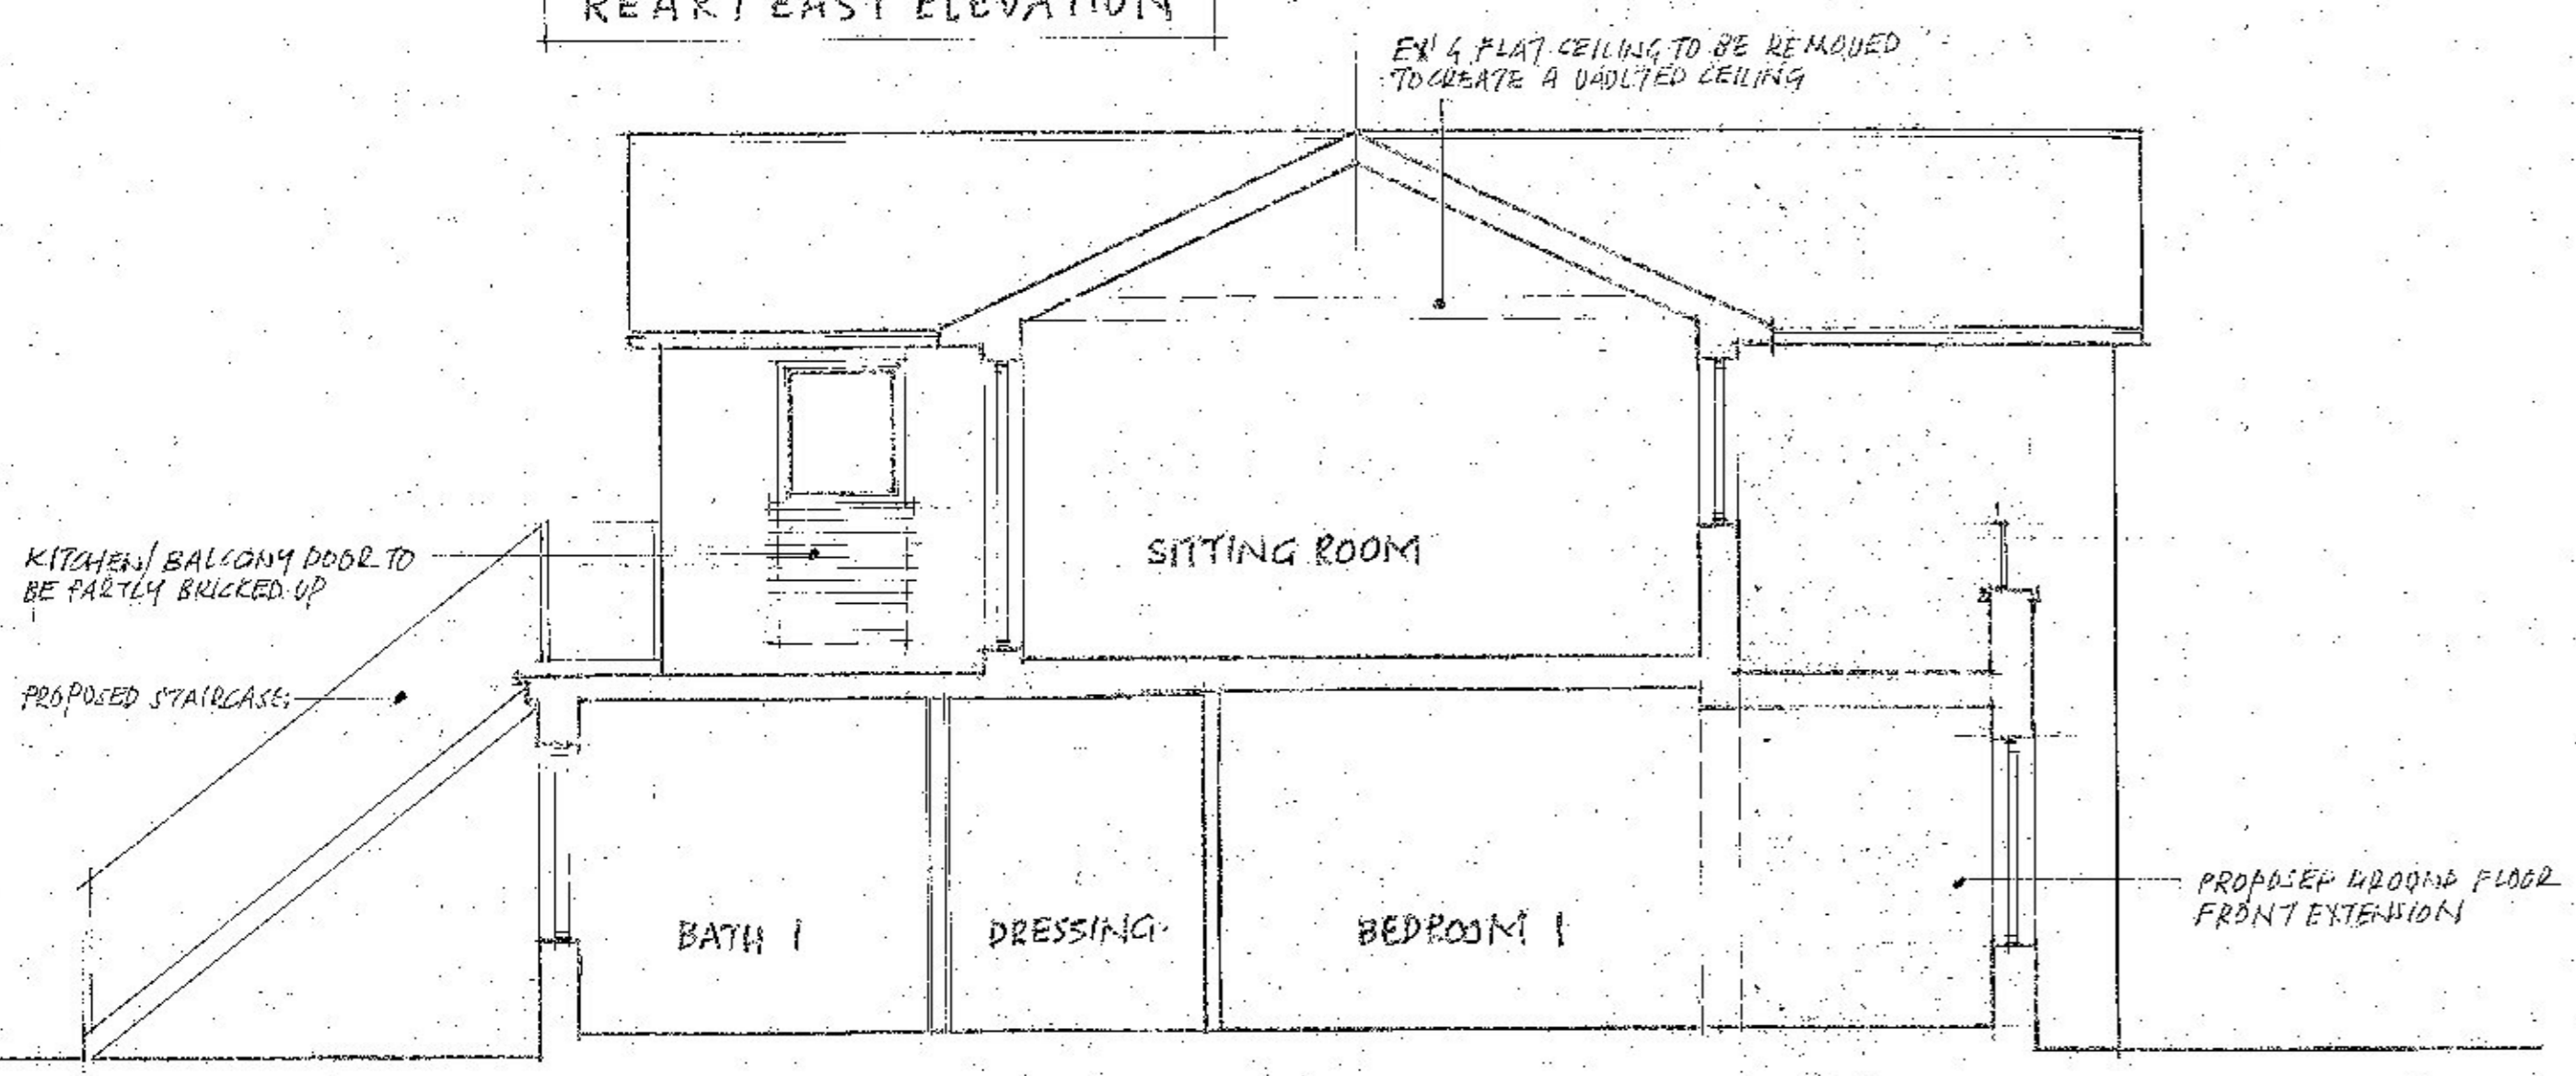 REAR / EAST ELEVATION
EX'G FLAT CEILING TO BE REMOVED
TO CREATE A VAULTED CEILING
KITCHEN / BALCONY DOOR TO
BE PARTLY BRICKED UP
SITTING ROOM
PROPOSED STAIRCASE
BATH 1
DRESSING
BEDROOM 1
PROPOSED GROUND FLOOR
FRONT EXTENSION